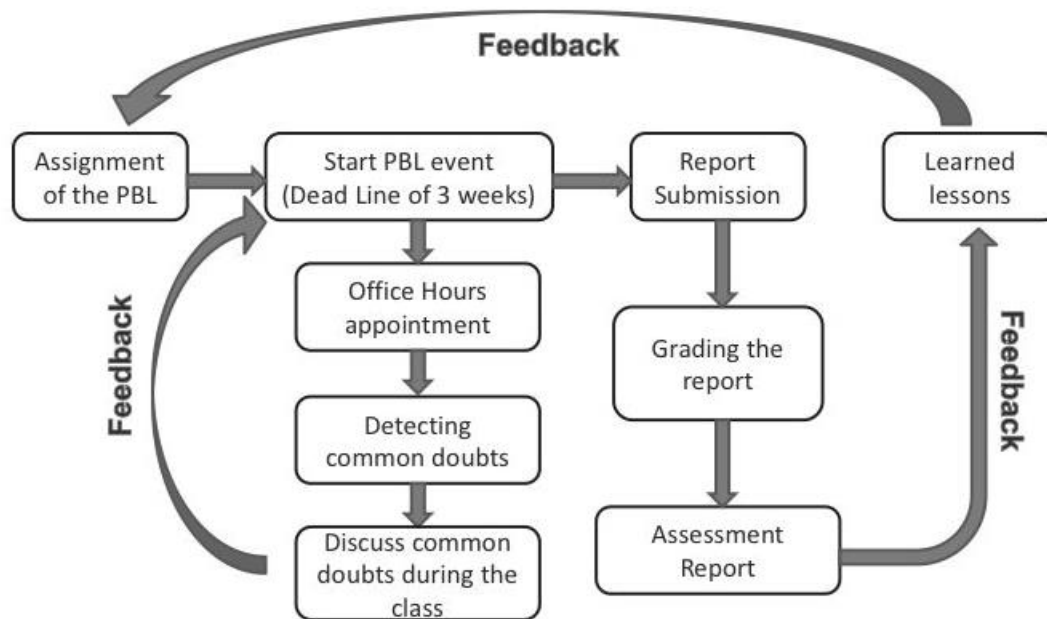 Feedback
Assignment
of the PBL
Start PBL event
(Dead Line of 3 weeks)
Report
Submission
Learned
lessons
Office Hours
appointment
Detecting
common doubts
Discuss common
doubts during the
class
Feedback
Grading the
report
Assessment
Report
Feedback